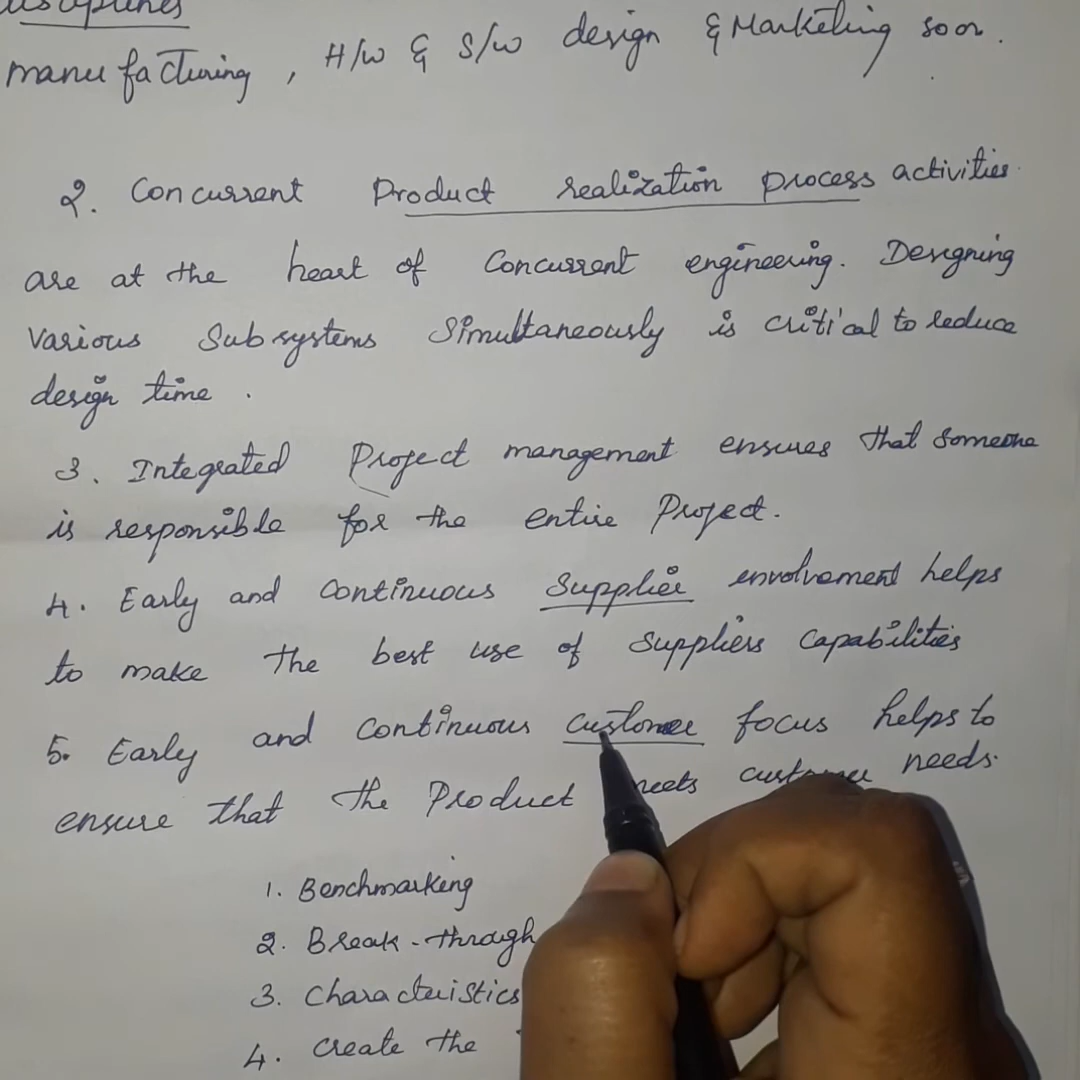 disciplines
manufacturing, H/W & S/W design & Marketing soon.
2. Concurrent Product realization process activities
are at the heart of Concurrent engineering. Designing
various Subsystems Simultaneously is critical to reduce
design time.
3. Integrated Project management ensures that someone
is responsible for the entire Project.
4. Early and continuous Supplier involvement helps
to make the best use of Suppliers capabilities
5. Early and continuous customer focus helps to
ensure that the Product meets customer needs.
1. Benchmarking
2. Break-through
3. Characteristics
4. create the